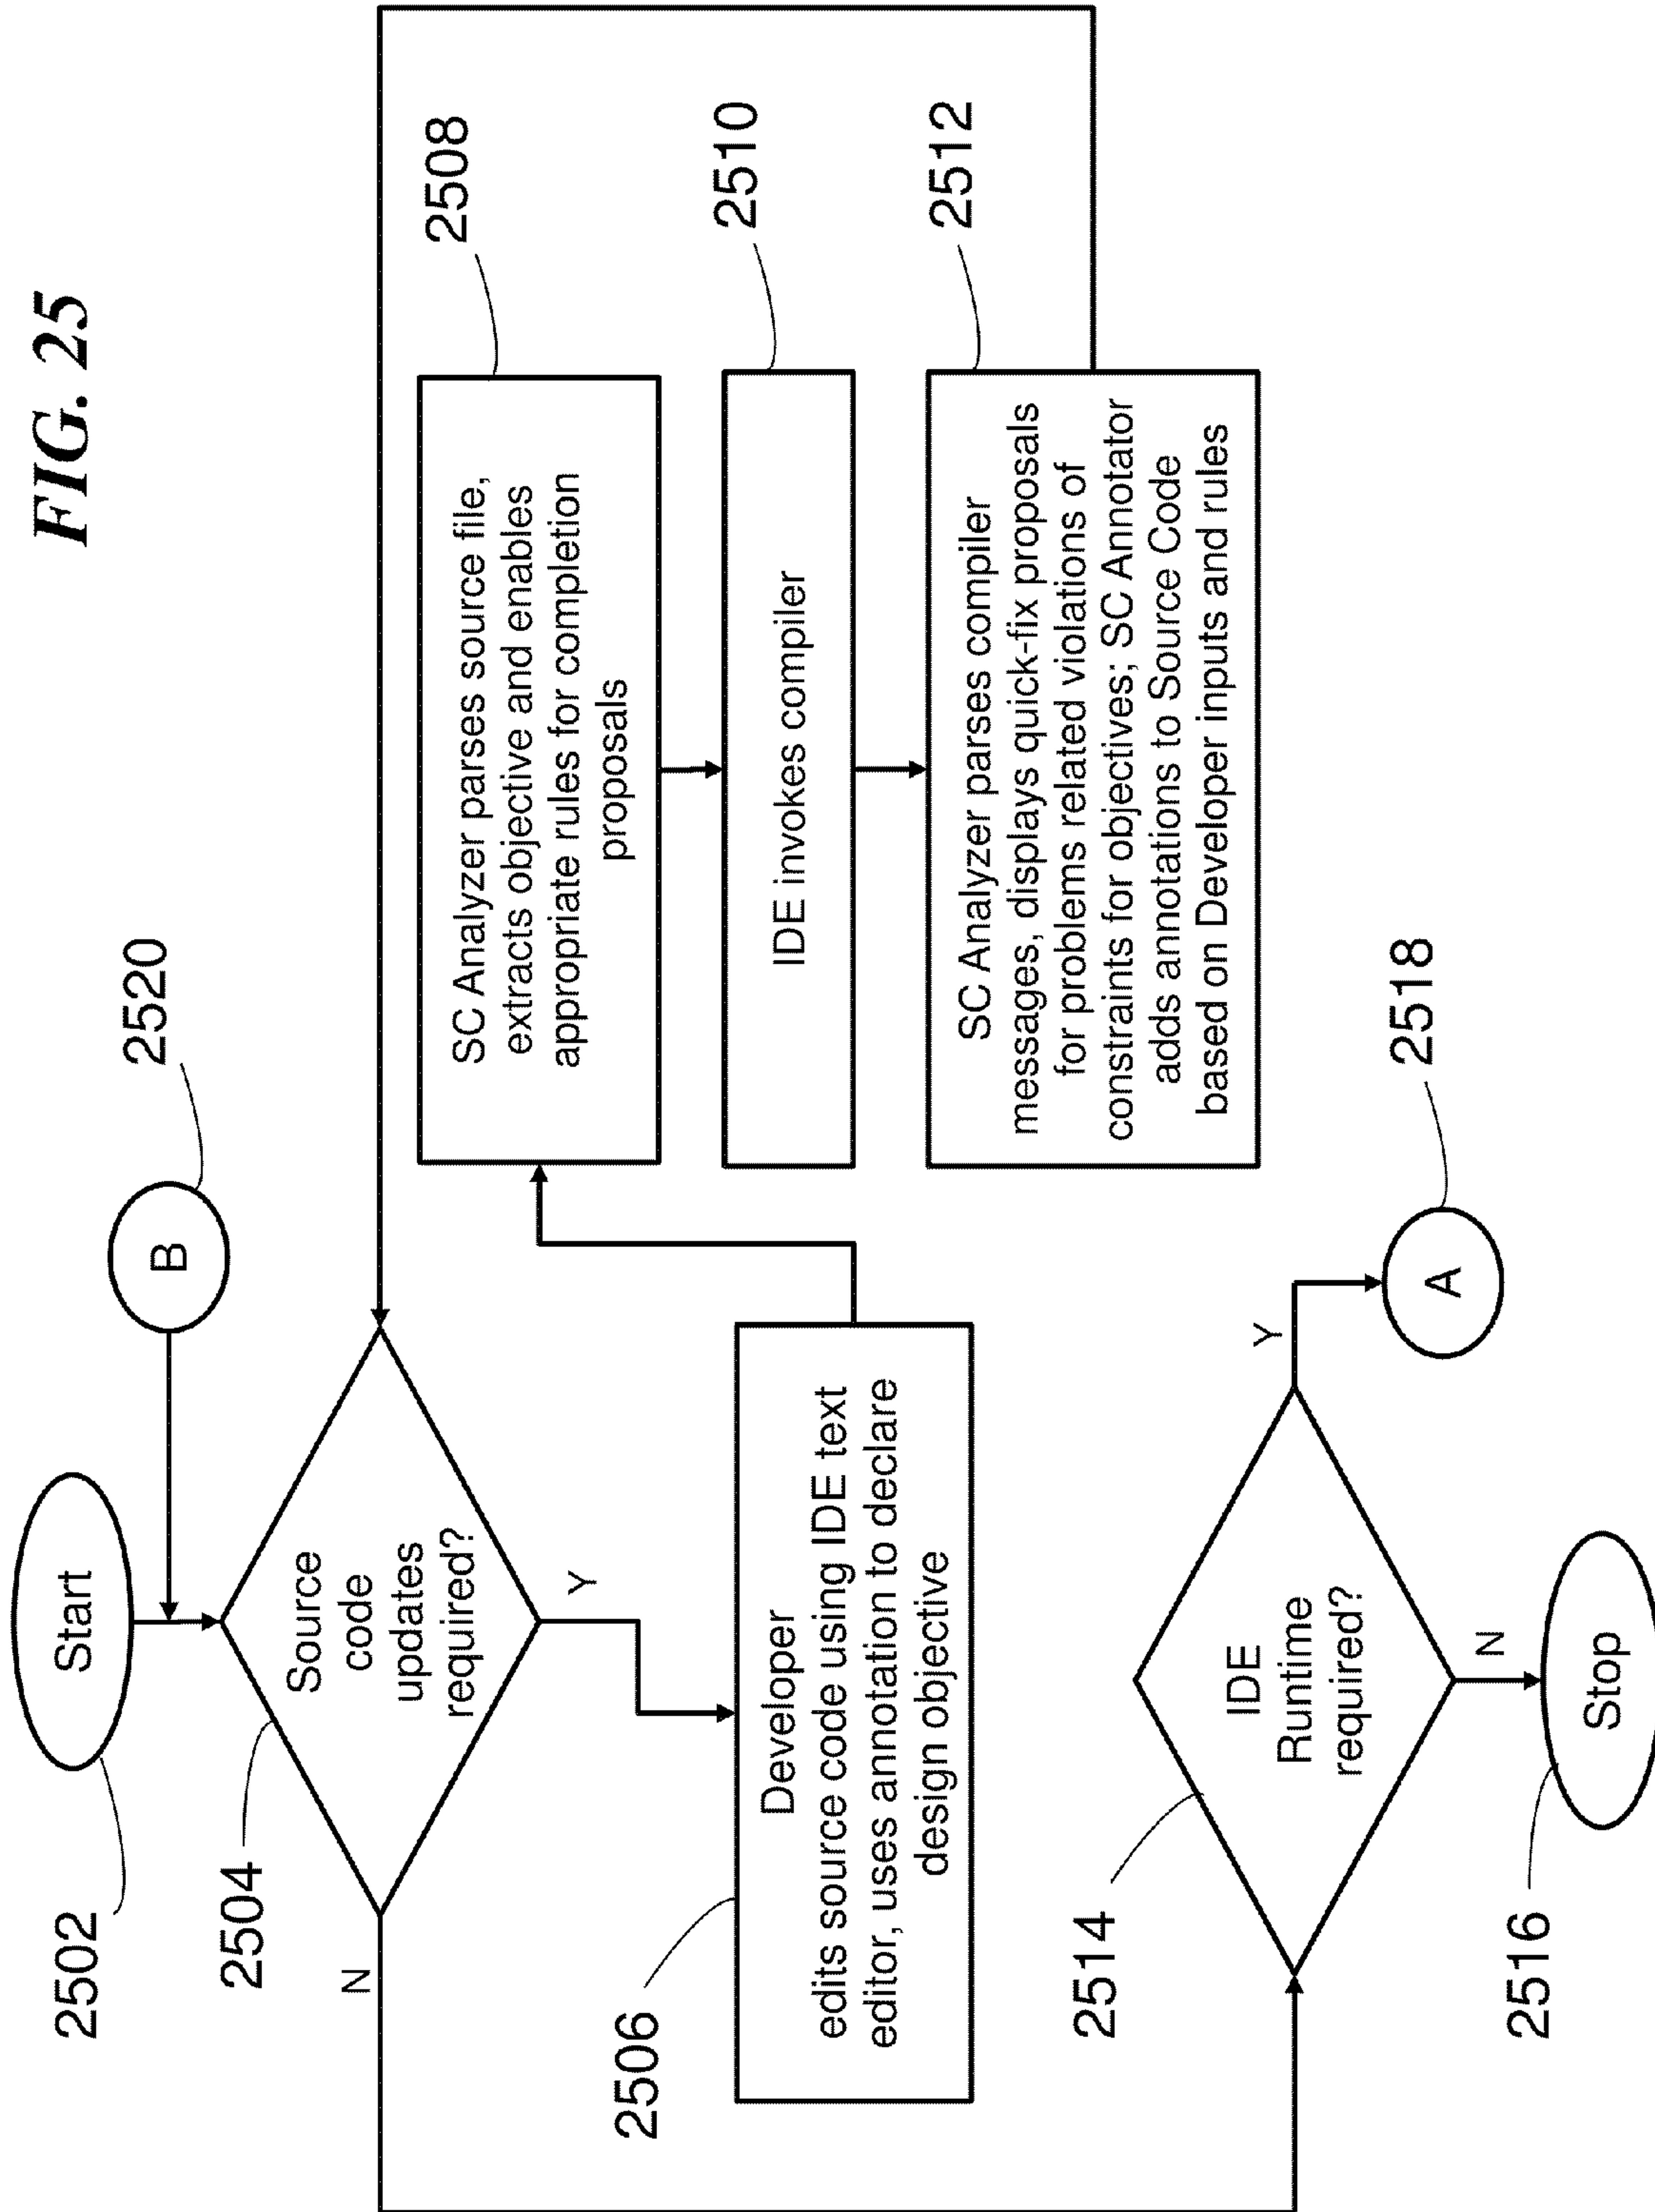 FIG. 25
Start
2502
B
2520
Source
code
updates
required?
2504
N
Y
Developer
edits source code using IDE text
editor, uses annotation to declare
design objective
2506
SC Analyzer parses source file,
extracts objective and enables
appropriate rules for completion
proposals
2508
IDE invokes compiler
2510
SC Analyzer parses compiler
messages, displays quick-fix proposals
for problems related violations of
constraints for objectives; SC Annotator
adds annotations to Source Code
based on Developer inputs and rules
2512
IDE
Runtime
required?
2514
Y
A
2518
N
Stop
2516